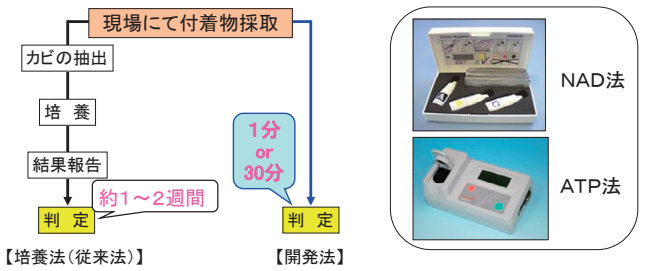 現場にて付着物採取
カビの抽出
培 養
結果報告
約1～2週間
判 定
【培養法(従来法)】
1分
or
30分
判 定
【開発法】
NAD法
ATP法